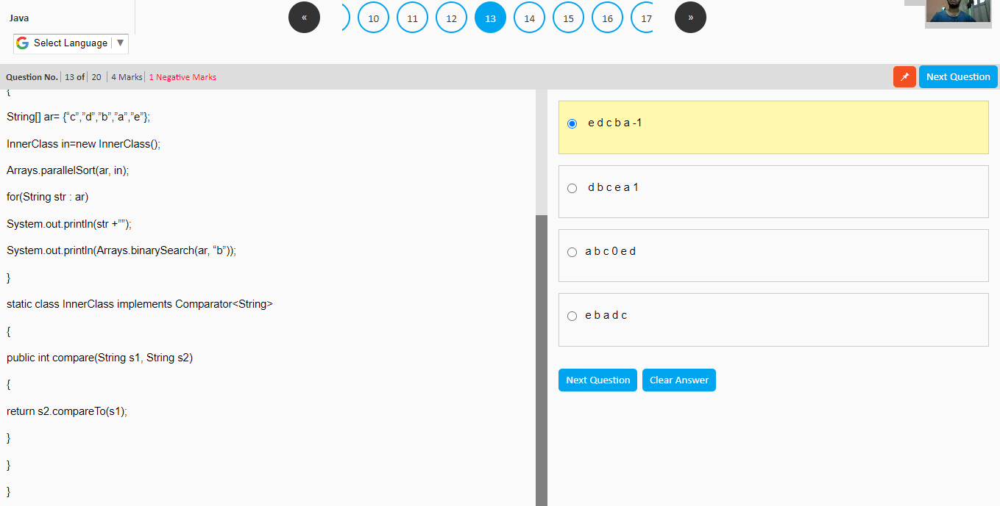 Java
« 10 11 12 13 14 15 16 17 »
Select Language ▼
Question No. 13 of 20 4 Marks 1 Negative Marks
Next Question
{
String[] ar= {“c”,”d”,”b”,”a”,”e”};
InnerClass in=new InnerClass();
Arrays.parallelSort(ar, in);
for(String str : ar)
System.out.println(str +””);
System.out.println(Arrays.binarySearch(ar, “b”));
}
static class InnerClass implements Comparator<String>
{
public int compare(String s1, String s2)
{
return s2.compareTo(s1);
}
}
}
e d c b a -1
d b c e a 1
a b c 0 e d
e b a d c
Next Question
Clear Answer